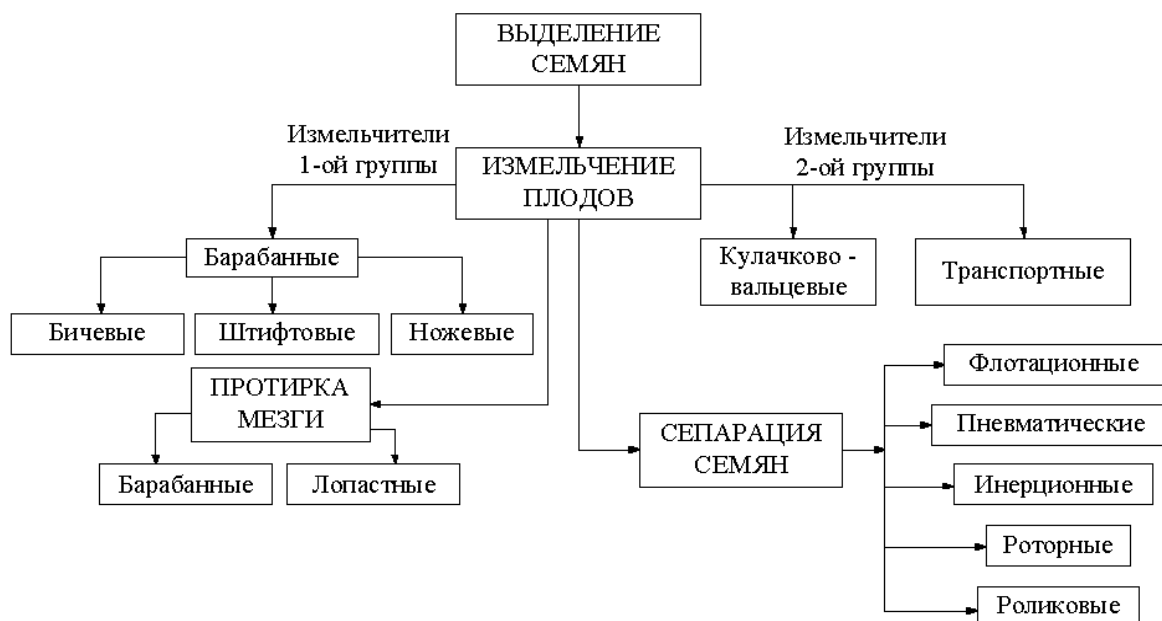 ВЫДЕЛЕНИЕ
СЕМЯН
Измельчители
1-ой группы
ИЗМЕЛЬЧЕНИЕ
ПЛОДОВ
Измельчители
2-ой группы
Барабанные
Кулачково -
вальцевые
Транспортные
Бичевые
Штифтовые
Ножевые
ПРОТИРКА
МЕЗГИ
Барабанные
Лопастные
СЕПАРАЦИЯ
СЕМЯН
Флотационные
Пневматические
Инерционные
Роторные
Роликовые